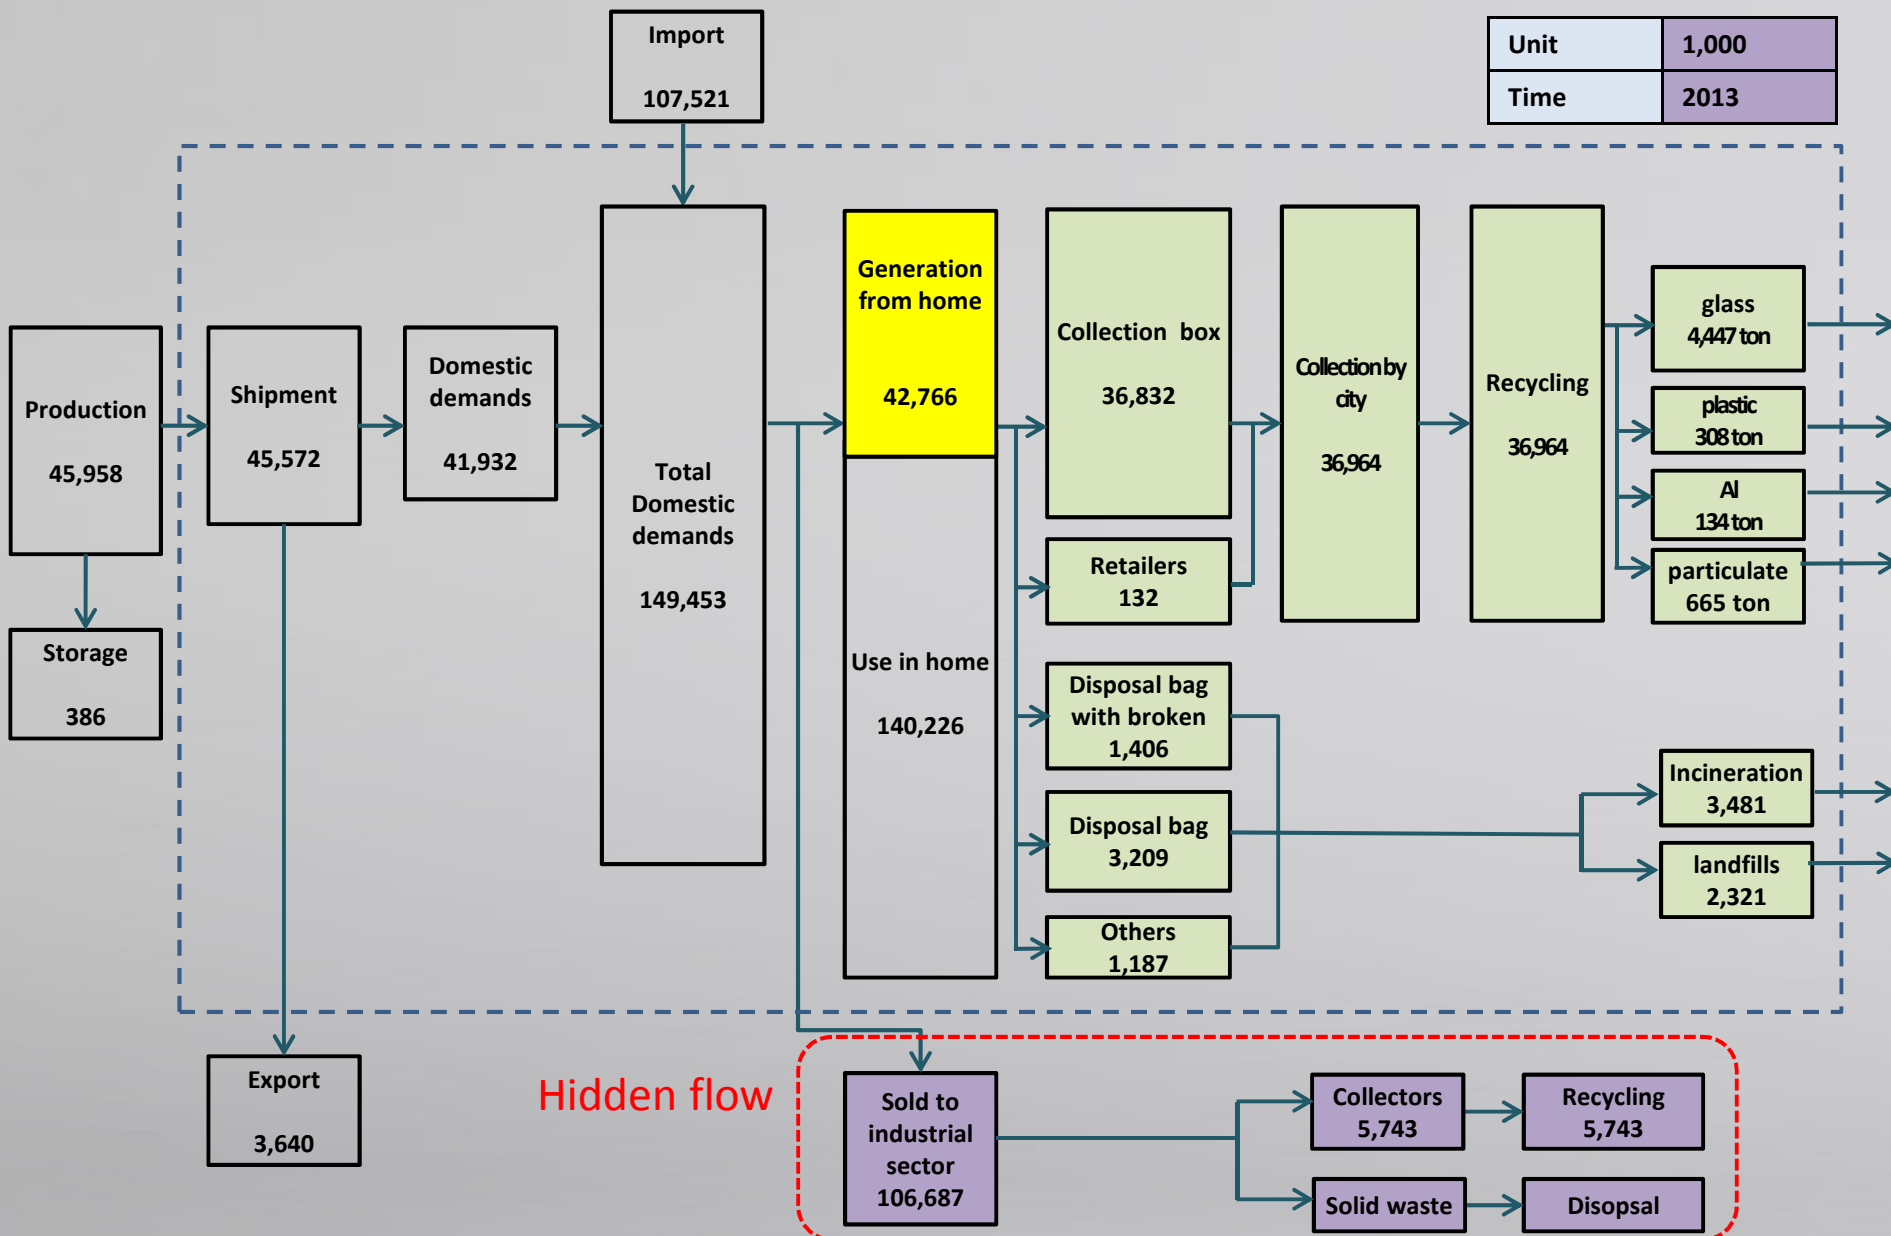 Import
107,521
Unit 1,000
Time 2013
Production
45,958
Storage
386
Shipment
45,572
Export
3,640
Domestic
demands
41,932
Total
Domestic
demands
149,453
Generation
from home
42,766
Use in home
140,226
Collection box
36,832
Retailers
132
Disposal bag
with broken
1,406
Disposal bag
3,209
Others
1,187
Collection by
city
36,964
Recycling
36,964
glass
4,447 ton
plastic
308 ton
Al
134 ton
particulate
665 ton
Incineration
3,481
landfills
2,321
Hidden flow
Sold to
industrial
sector
106,687
Collectors
5,743
Recycling
5,743
Solid waste
Disopsal